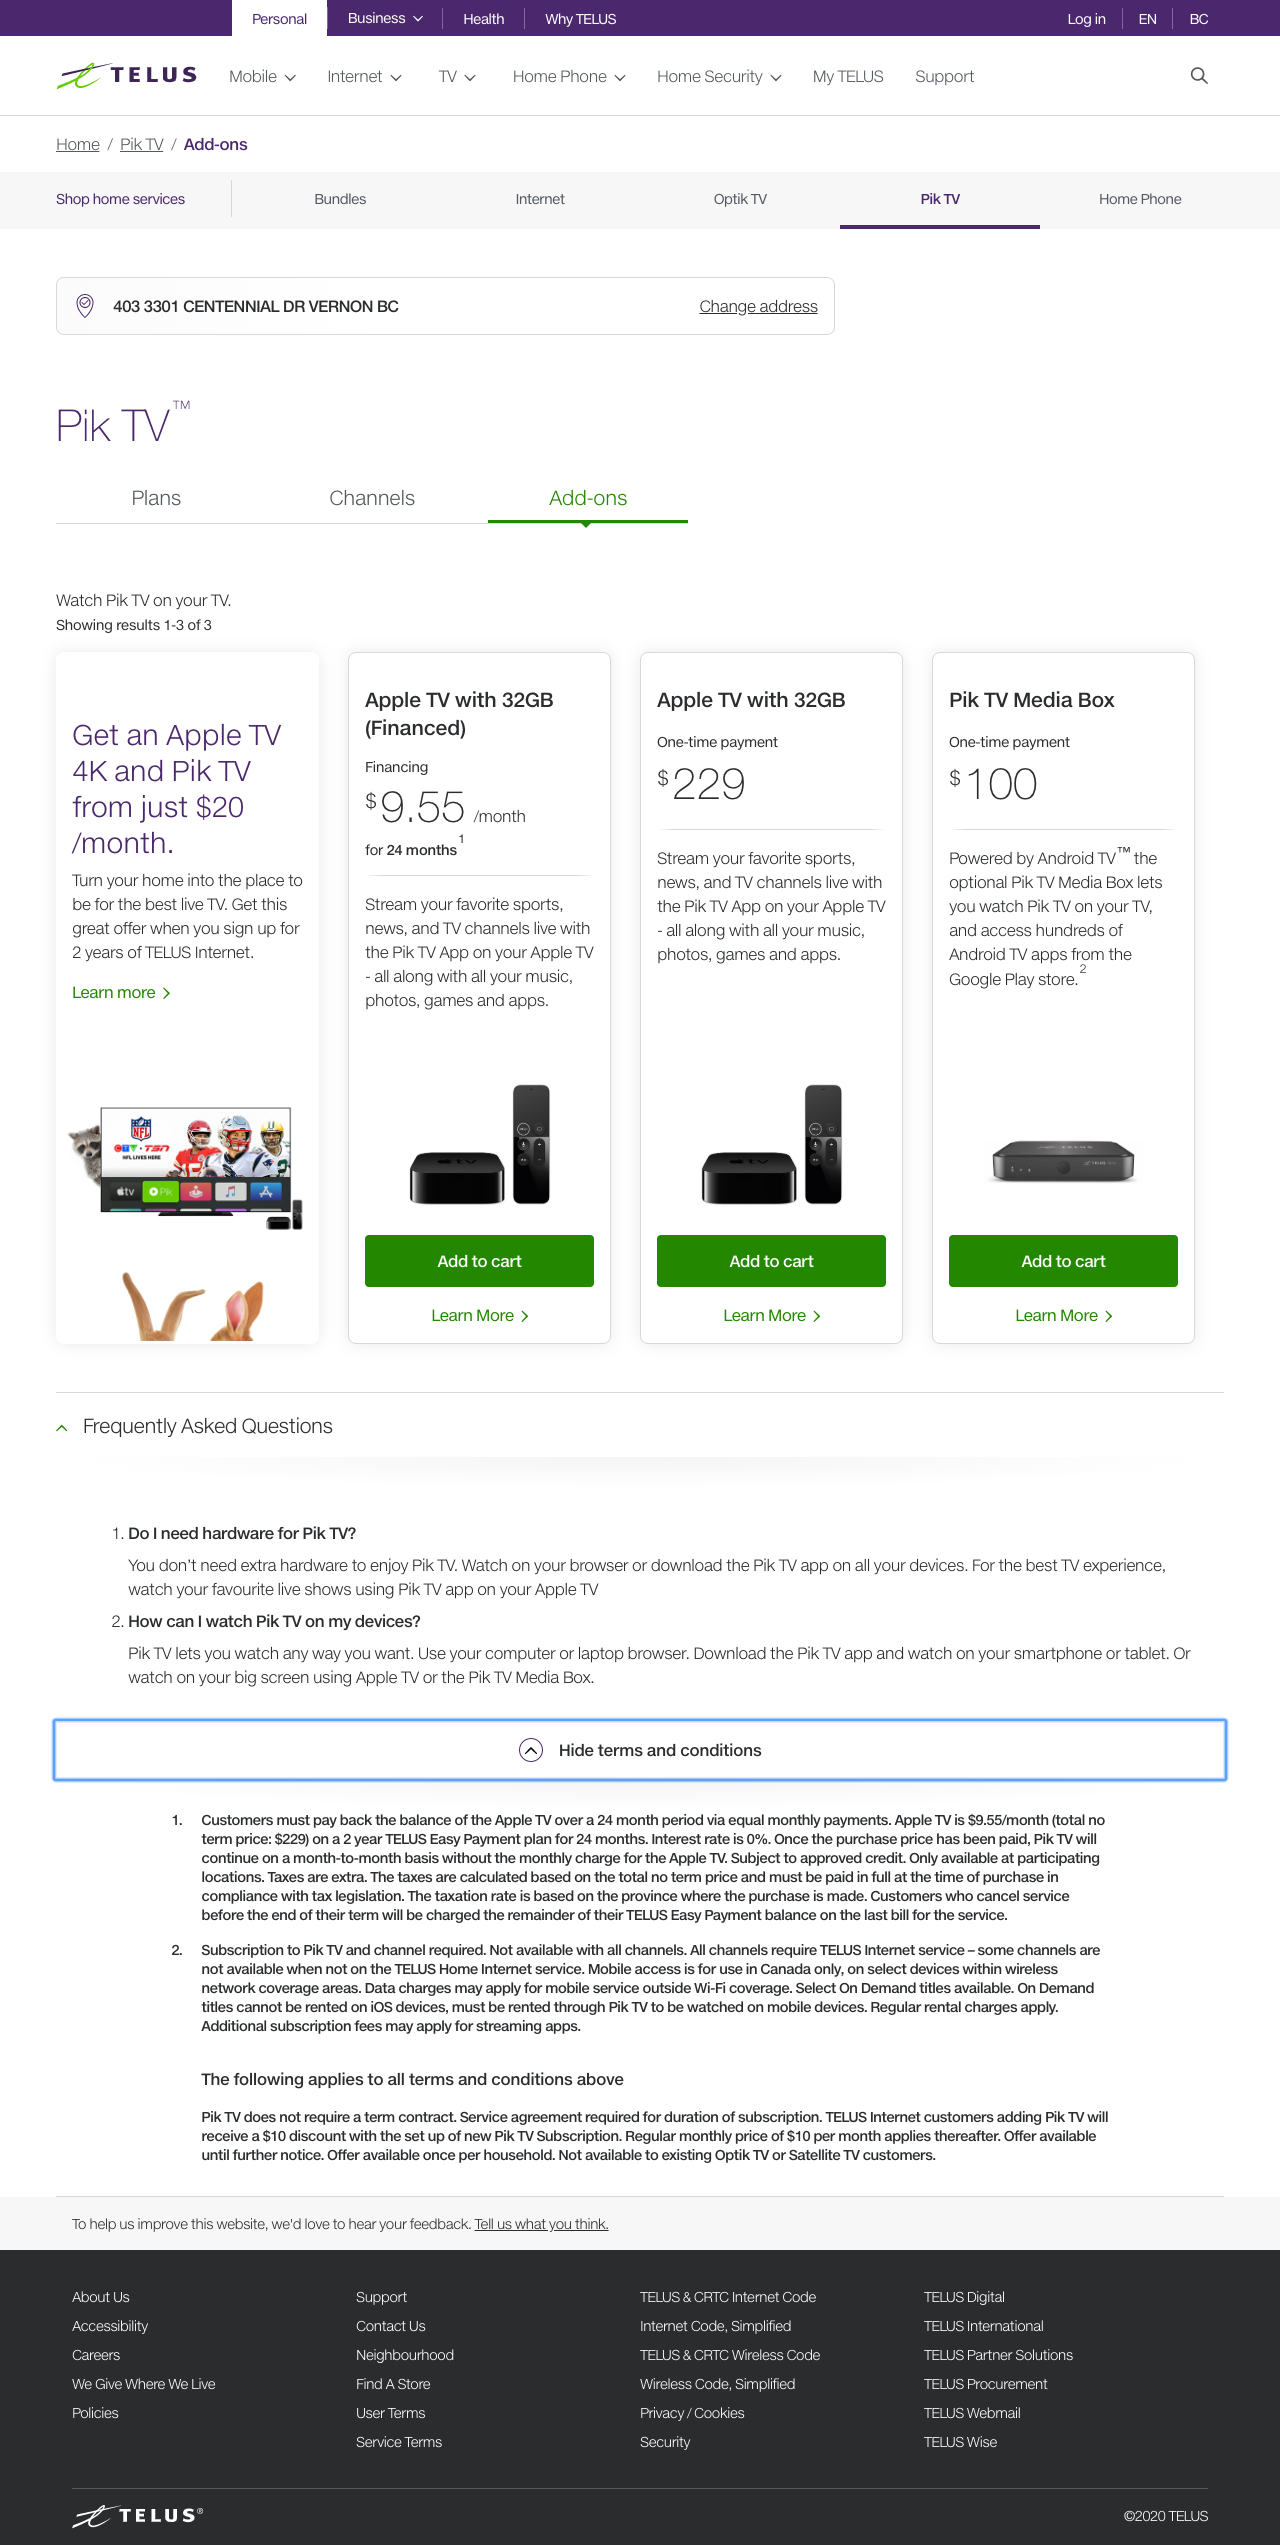 Personal Business Health Why TELUS Log in EN BC
TELUS Mobile Internet TV Home Phone Home Security My TELUS Support
Home / Pik TV / Add-ons
Shop home services Bundles Internet Optik TV Pik TV Home Phone
403 3301 CENTENNIAL DR VERNON BC Change address
Pik TV™
Plans Channels Add-ons
Watch Pik TV on your TV.
Showing results 1-3 of 3
Get an Apple TV
4K and Pik TV
from just $20
/month.
Turn your home into the place to
be for the best live TV. Get this
great offer when you sign up for
2 years of TELUS Internet.
Learn more
NFL
CTV TSN
NFL LIVES HERE
tv Pik
Apple TV with 32GB
(Financed)
Financing
$9.55 /month
for 24 months1
Stream your favorite sports,
news, and TV channels live with
the Pik TV App on your Apple TV
- all along with all your music,
photos, games and apps.
tv
Add to cart
Learn More
Apple TV with 32GB
One-time payment
$229
Stream your favorite sports,
news, and TV channels live with
the Pik TV App on your Apple TV
- all along with all your music,
photos, games and apps.
tv
Add to cart
Learn More
Pik TV Media Box
One-time payment
$100
Powered by Android TV™ the
optional Pik TV Media Box lets
you watch Pik TV on your TV,
and access hundreds of
Android TV apps from the
Google Play store.2
TELUS
Add to cart
Learn More
Frequently Asked Questions
1. Do I need hardware for Pik TV?
You don't need extra hardware to enjoy Pik TV. Watch on your browser or download the Pik TV app on all your devices. For the best TV experience,
watch your favourite live shows using Pik TV app on your Apple TV
2. How can I watch Pik TV on my devices?
Pik TV lets you watch any way you want. Use your computer or laptop browser. Download the Pik TV app and watch on your smartphone or tablet. Or
watch on your big screen using Apple TV or the Pik TV Media Box.
Hide terms and conditions
1. Customers must pay back the balance of the Apple TV over a 24 month period via equal monthly payments. Apple TV is $9.55/month (total no
term price: $229) on a 2 year TELUS Easy Payment plan for 24 months. Interest rate is 0%. Once the purchase price has been paid, Pik TV will
continue on a month-to-month basis without the monthly charge for the Apple TV. Subject to approved credit. Only available at participating
locations. Taxes are extra. The taxes are calculated based on the total no term price and must be paid in full at the time of purchase in
compliance with tax legislation. The taxation rate is based on the province where the purchase is made. Customers who cancel service
before the end of their term will be charged the remainder of their TELUS Easy Payment balance on the last bill for the service.
2. Subscription to Pik TV and channel required. Not available with all channels. All channels require TELUS Internet service – some channels are
not available when not on the TELUS Home Internet service. Mobile access is for use in Canada only, on select devices within wireless
network coverage areas. Data charges may apply for mobile service outside Wi-Fi coverage. Select On Demand titles available. On Demand
titles cannot be rented on iOS devices, must be rented through Pik TV to be watched on mobile devices. Regular rental charges apply.
Additional subscription fees may apply for streaming apps.
The following applies to all terms and conditions above
Pik TV does not require a term contract. Service agreement required for duration of subscription. TELUS Internet customers adding Pik TV will
receive a $10 discount with the set up of new Pik TV Subscription. Regular monthly price of $10 per month applies thereafter. Offer available
until further notice. Offer available once per household. Not available to existing Optik TV or Satellite TV customers.
To help us improve this website, we'd love to hear your feedback. Tell us what you think.
About Us
Accessibility
Careers
We Give Where We Live
Policies
Support
Contact Us
Neighbourhood
Find A Store
User Terms
Service Terms
TELUS & CRTC Internet Code
Internet Code, Simplified
TELUS & CRTC Wireless Code
Wireless Code, Simplified
Privacy / Cookies
Security
TELUS Digital
TELUS International
TELUS Partner Solutions
TELUS Procurement
TELUS Webmail
TELUS Wise
TELUS® ©2020 TELUS